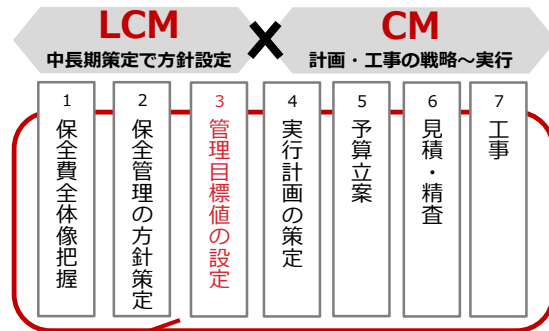 LCM
中長期策定で方針設定
×
CM
計画・工事の戦略～実行
1
保全費全体像把握
2
保全管理の方針策定
3
管理目標値の設定
4
実行計画の策定
5
予算立案
6
見積・精査
7
工事